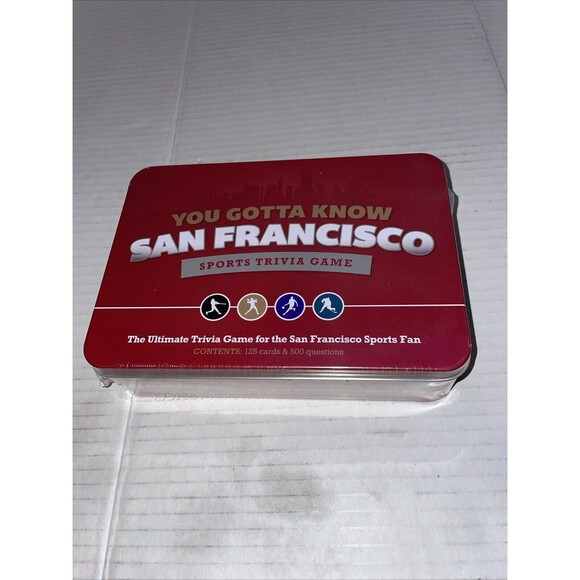 YOU GOTTA KNOW
SAN FRANCISCO
SPORTS TRIVIA GAME
The Ultimate Trivia Game for the San Francisco Sports Fan
CONTENTS: 125 cards & 500 questions